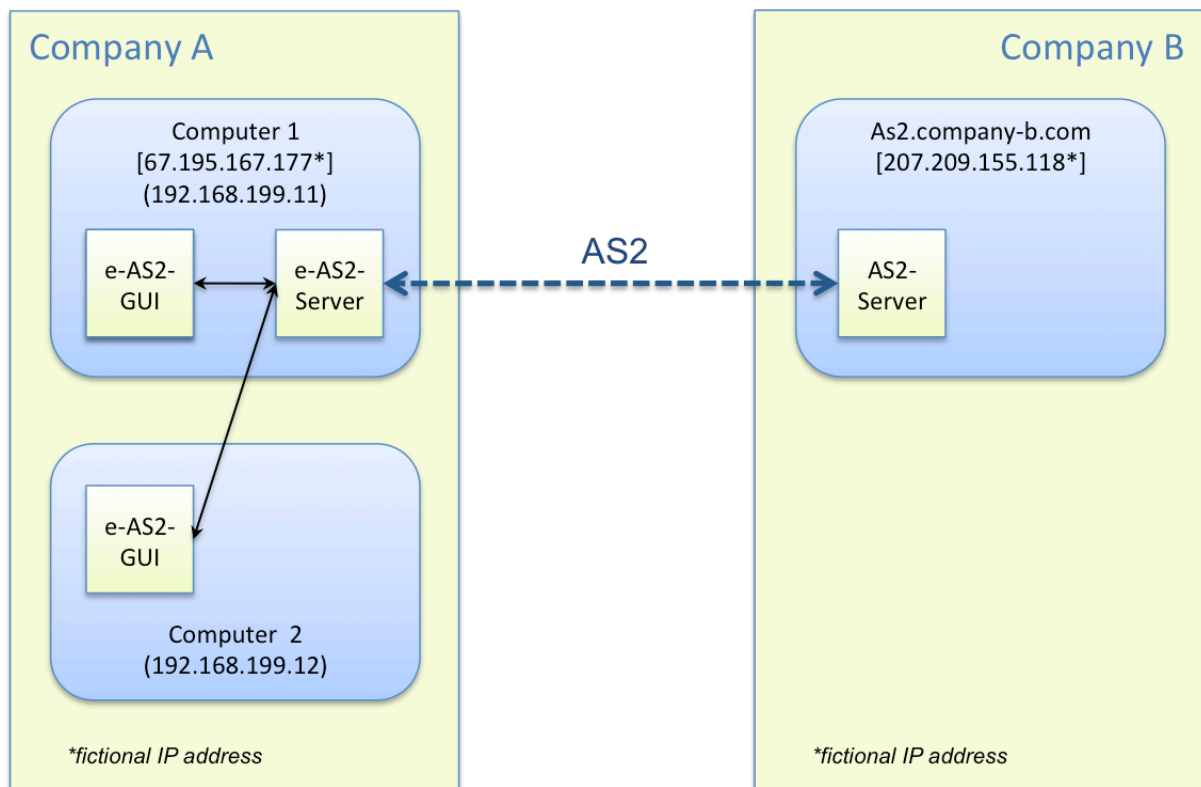 Company A
Computer 1
[67.195.167.177*]
(192.168.199.11)
e-AS2-
GUI
e-AS2-
Server
e-AS2-
GUI
Computer 2
(192.168.199.12)
*fictional IP address
AS2
Company B
As2.company-b.com
[207.209.155.118*]
AS2-
Server
*fictional IP address